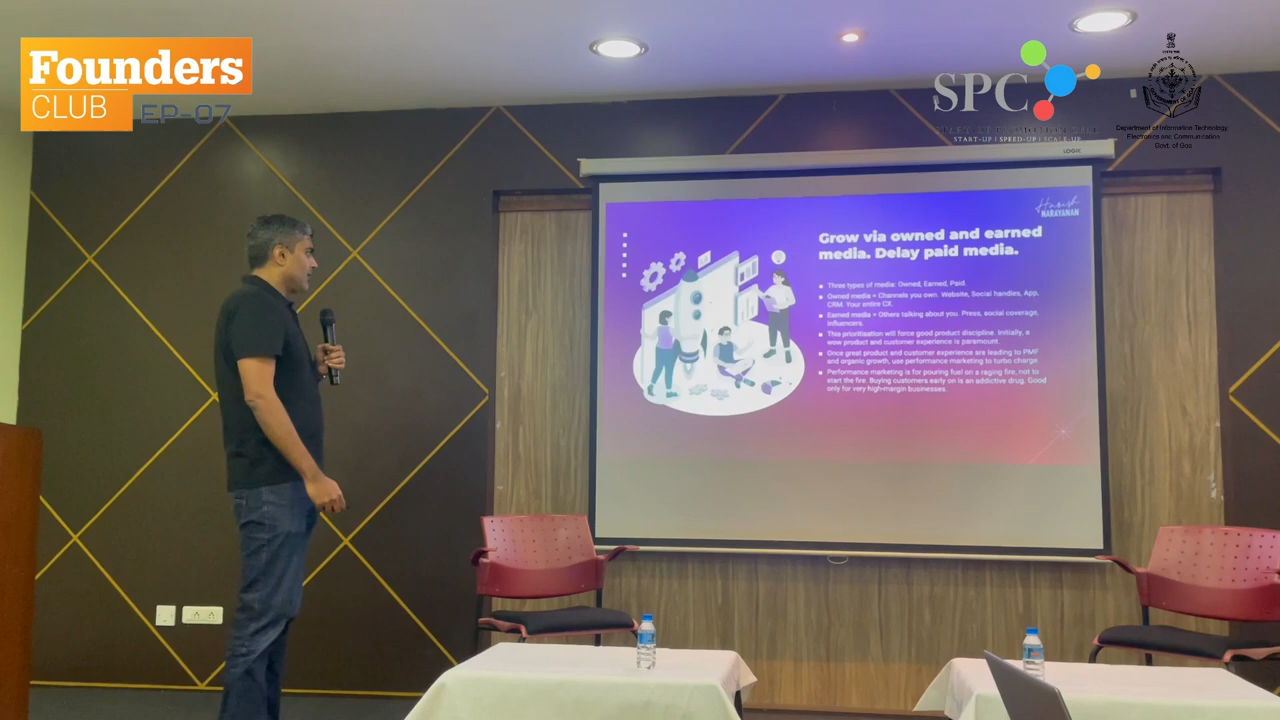 Founders
CLUB
EP-07
SPC
START-UP | SPEED-UP | SCALE-UP
Department of Information Technology
Electronics and Communication
Govt. of Goa
LOGIX
Harish
NARAYANAN
Grow via owned and earned
media. Delay paid media.
Three types of media: Owned, Earned, Paid.
Owned media = Channels you own. Website, Social handles, App,
CRM. Your entire CX.
Earned media = Others talking about you. Press, social coverage,
influencers.
This prioritisation will force good product discipline. Initially, a
wow product and customer experience is paramount.
Once great product and customer experience are leading to PMF
and organic growth, use performance marketing to turbo charge
Performance marketing is for pouring fuel on a raging fire, not to
start the fire. Buying customers early on is an addictive drug. Good
only for very high-margin businesses.